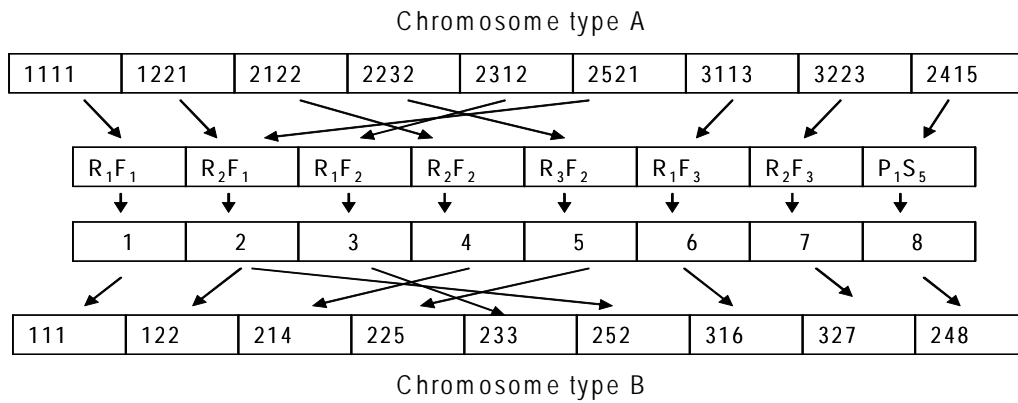 Chromosome type A
1111 1221 2122 2232 2312 2521 3113 3223 2415
R₁F₁ R₂F₁ R₁F₂ R₂F₂ R₃F₂ R₁F₃ R₂F₃ P₁S₅
1 2 3 4 5 6 7 8
111 122 214 225 233 252 316 327 248
Chromosome type B